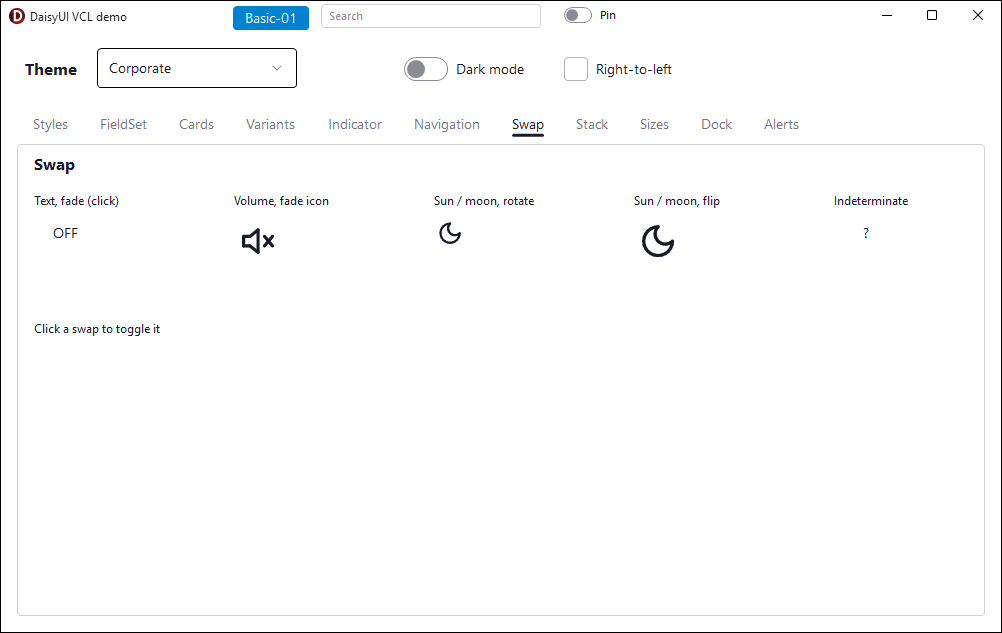 DaisyUI VCL demo Basic-01 Search Pin
Theme Corporate Dark mode Right-to-left
Styles FieldSet Cards Variants Indicator Navigation Swap Stack Sizes Dock Alerts
Swap
Text, fade (click) Volume, fade icon Sun / moon, rotate Sun / moon, flip Indeterminate
OFF ?
Click a swap to toggle it